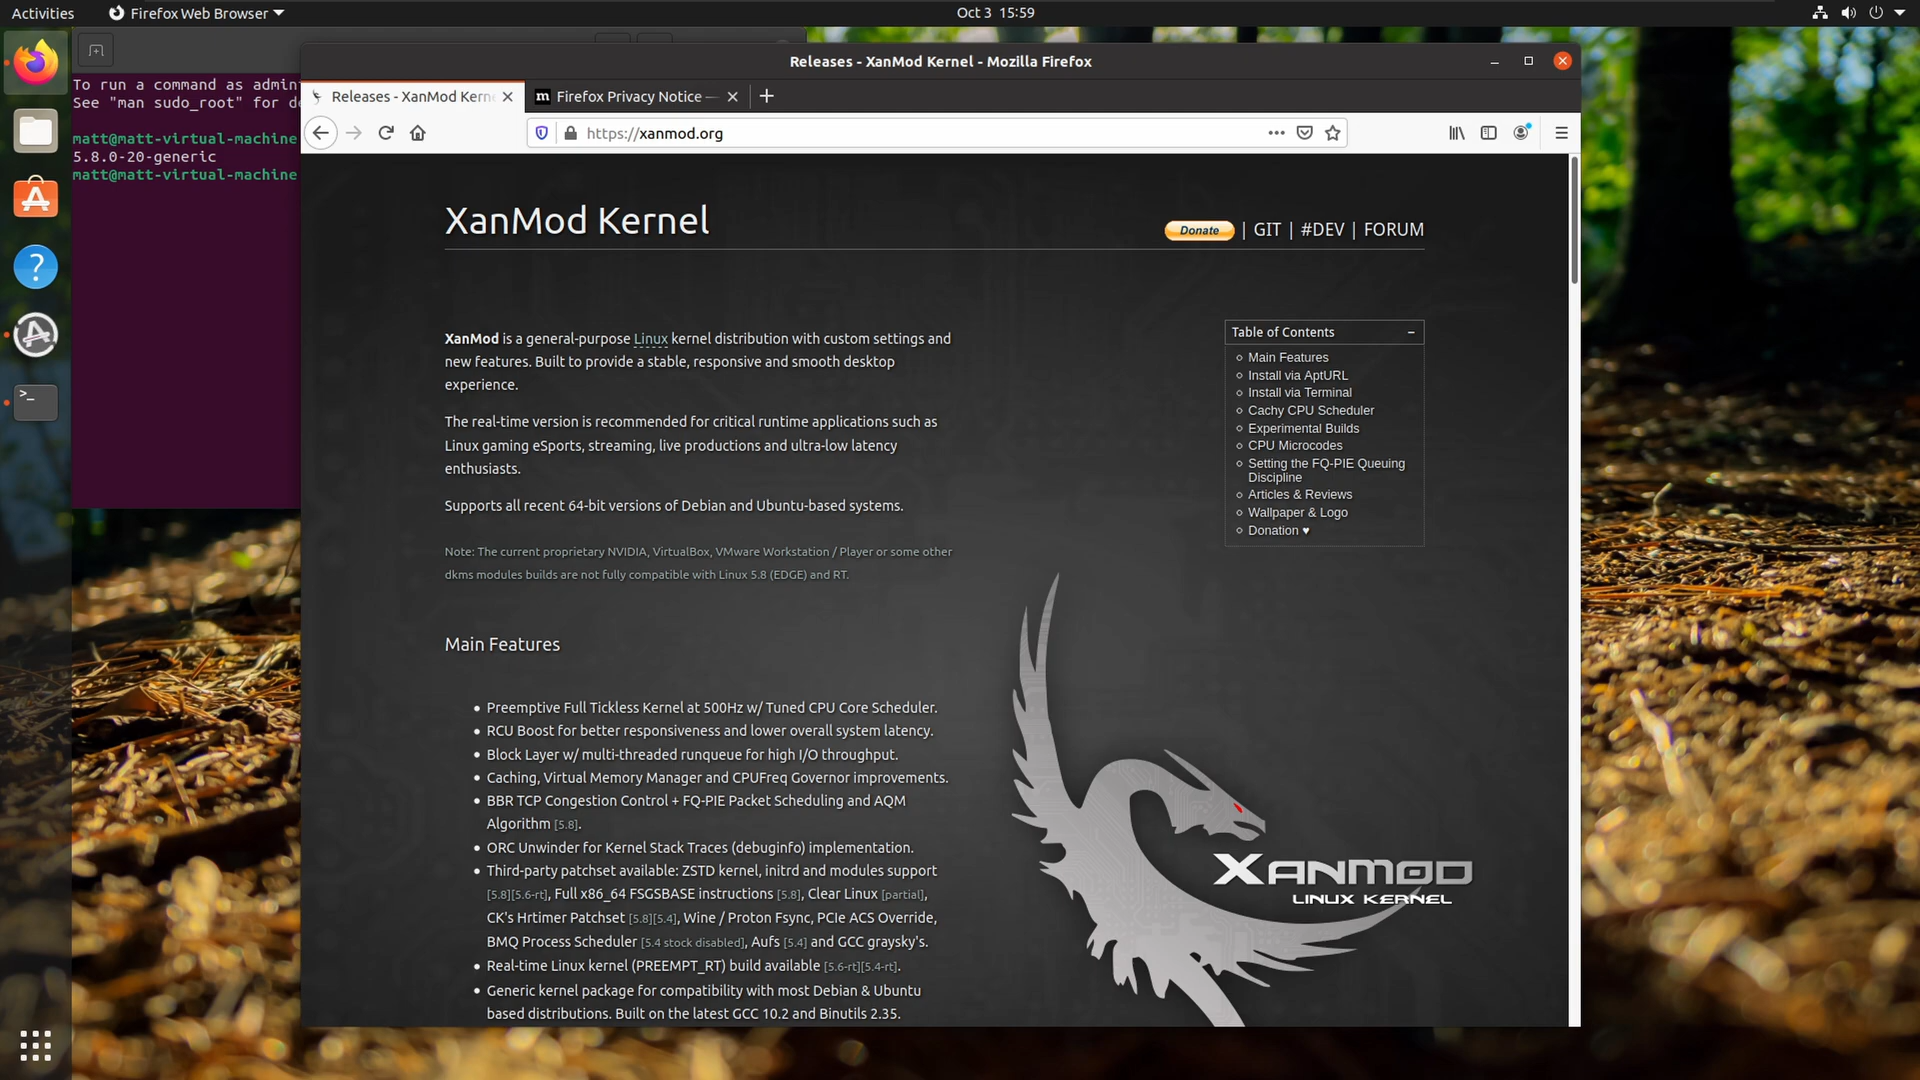 Activities
Firefox Web Browser
Oct 3 15:59
To run a command as admin
See "man sudo_root" for de
matt@matt-virtual-machine
5.8.0-20-generic
matt@matt-virtual-machine
Releases - XanMod Kernel - Mozilla Firefox
Releases - XanMod Kerne
Firefox Privacy Notice —
https://xanmod.org
XanMod Kernel
Donate | GIT | #DEV | FORUM
XanMod is a general-purpose Linux kernel distribution with custom settings and
new features. Built to provide a stable, responsive and smooth desktop
experience.
The real-time version is recommended for critical runtime applications such as
Linux gaming eSports, streaming, live productions and ultra-low latency
enthusiasts.
Supports all recent 64-bit versions of Debian and Ubuntu-based systems.
Note: The current proprietary NVIDIA, VirtualBox, VMware Workstation / Player or some other
dkms modules builds are not fully compatible with Linux 5.8 (EDGE) and RT.
Table of Contents
Main Features
Install via AptURL
Install via Terminal
Cachy CPU Scheduler
Experimental Builds
CPU Microcodes
Setting the FQ-PIE Queuing
Discipline
Articles & Reviews
Wallpaper & Logo
Donation ♥
Main Features
• Preemptive Full Tickless Kernel at 500Hz w/ Tuned CPU Core Scheduler.
• RCU Boost for better responsiveness and lower overall system latency.
• Block Layer w/ multi-threaded runqueue for high I/O throughput.
• Caching, Virtual Memory Manager and CPUFreq Governor improvements.
• BBR TCP Congestion Control + FQ-PIE Packet Scheduling and AQM
Algorithm [5.8].
• ORC Unwinder for Kernel Stack Traces (debuginfo) implementation.
• Third-party patchset available: ZSTD kernel, initrd and modules support
[5.8][5.6-rt], Full x86_64 FSGSBASE instructions [5.8], Clear Linux [partial],
CK's Hrtimer Patchset [5.8][5.4], Wine / Proton Fsync, PCIe ACS Override,
BMQ Process Scheduler [5.4 stock disabled], Aufs [5.4] and GCC graysky's.
• Real-time Linux kernel (PREEMPT_RT) build available [5.6-rt][5.4-rt].
• Generic kernel package for compatibility with most Debian & Ubuntu
based distributions. Built on the latest GCC 10.2 and Binutils 2.35.
XANMOD
LINUX KERNEL